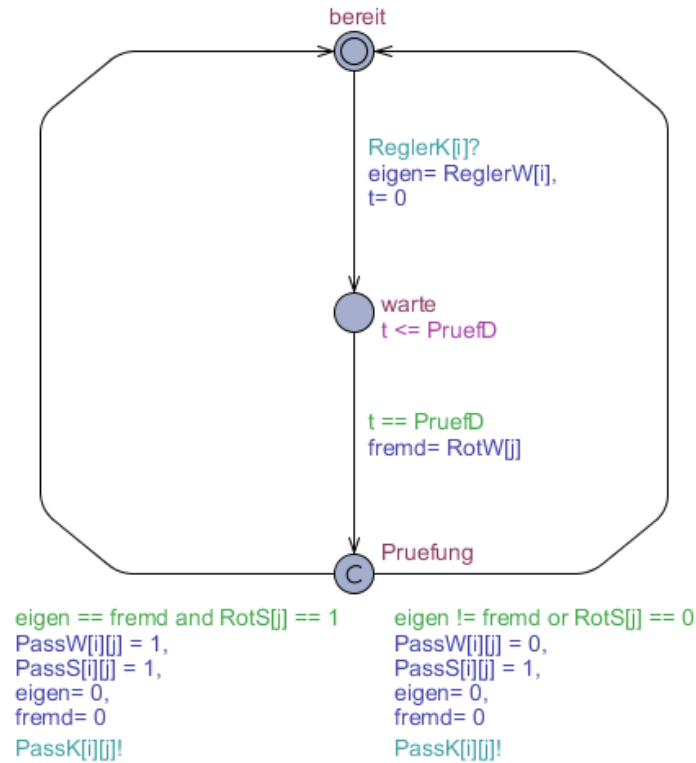 bereit
ReglerK[i]?
eigen= ReglerW[i],
t= 0
warte
t <= PruefD
t == PruefD
fremd= RotW[j]
Pruefung
C
eigen == fremd and RotS[j] == 1
PassW[i][j] = 1,
PassS[i][j] = 1,
eigen= 0,
fremd= 0
PassK[i][j]!
eigen != fremd or RotS[j] == 0
PassW[i][j] = 0,
PassS[i][j] = 1,
eigen= 0,
fremd= 0
PassK[i][j]!